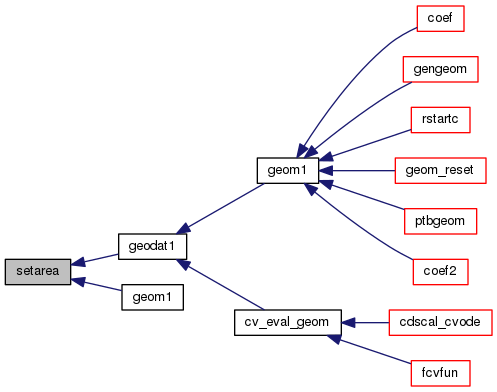 coef
gengeom
rstartc
geom1
geom_reset
ptbgeom
geodat1
setarea
coef2
geom1
cv_eval_geom
cdscal_cvode
fcvfun